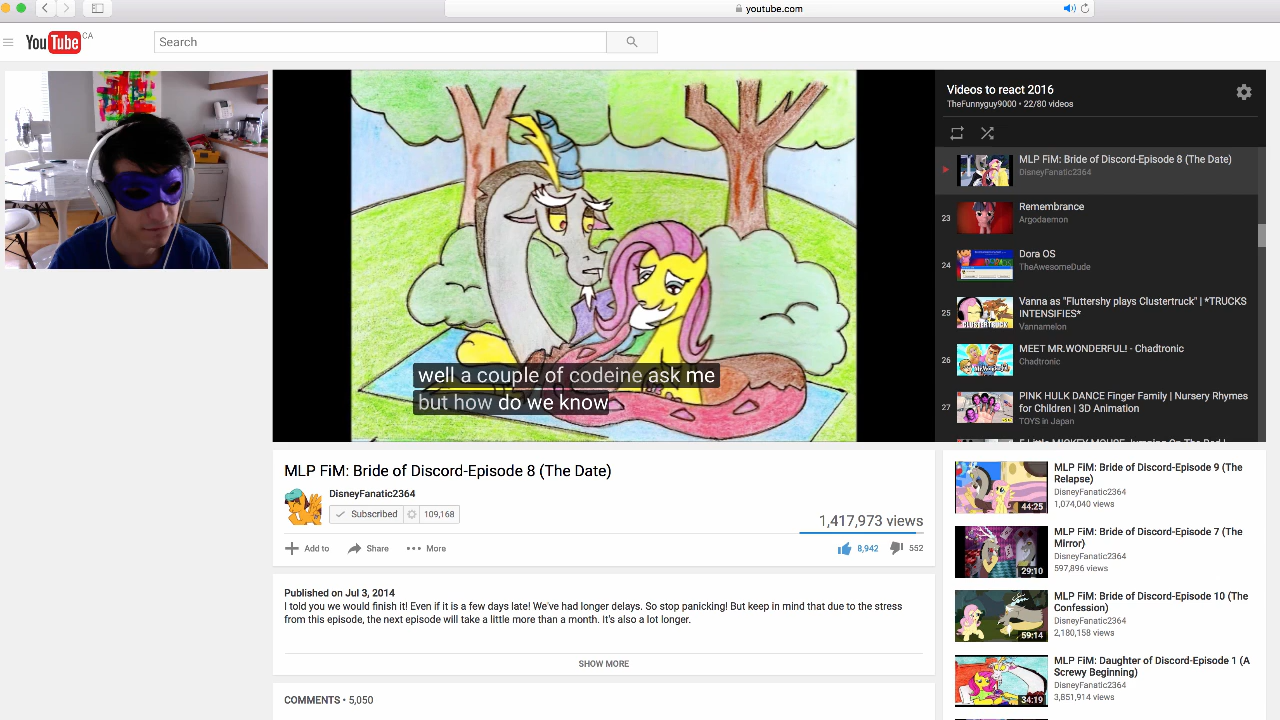 youtube.com
YouTube CA
Search
Videos to react 2016
TheFunnyguy9000 • 22/80 videos
MLP FiM: Bride of Discord-Episode 8 (The Date)
DisneyFanatic2364
23
Remembrance
Argodaemon
24
Dora OS
TheAwesomeDude
25
Vanna as "Fluttershy plays Clustertruck" | *TRUCKS
INTENSIFIES*
Vannamelon
CLUSTERTRUCK
26
MEET MR.WONDERFUL! - Chadtronic
Chadtronic
27
PINK HULK DANCE Finger Family | Nursery Rhymes
for Children | 3D Animation
TOYS in Japan
well a couple of codeine ask me
but how do we know
MLP FiM: Bride of Discord-Episode 8 (The Date)
DisneyFanatic2364
Subscribed 109,168
1,417,973 views
Add to Share More
8,942 552
Published on Jul 3, 2014
I told you we would finish it! Even if it is a few days late! We've had longer delays. So stop panicking! But keep in mind that due to the stress
from this episode, the next episode will take a little more than a month. It's also a lot longer.
SHOW MORE
COMMENTS • 5,050
MLP FiM: Bride of Discord-Episode 9 (The
Relapse)
DisneyFanatic2364
1,074,040 views
44:25
MLP FiM: Bride of Discord-Episode 7 (The
Mirror)
DisneyFanatic2364
597,896 views
29:10
MLP FiM: Bride of Discord-Episode 10 (The
Confession)
DisneyFanatic2364
2,180,158 views
59:14
MLP FiM: Daughter of Discord-Episode 1 (A
Screwy Beginning)
DisneyFanatic2364
3,851,914 views
34:19